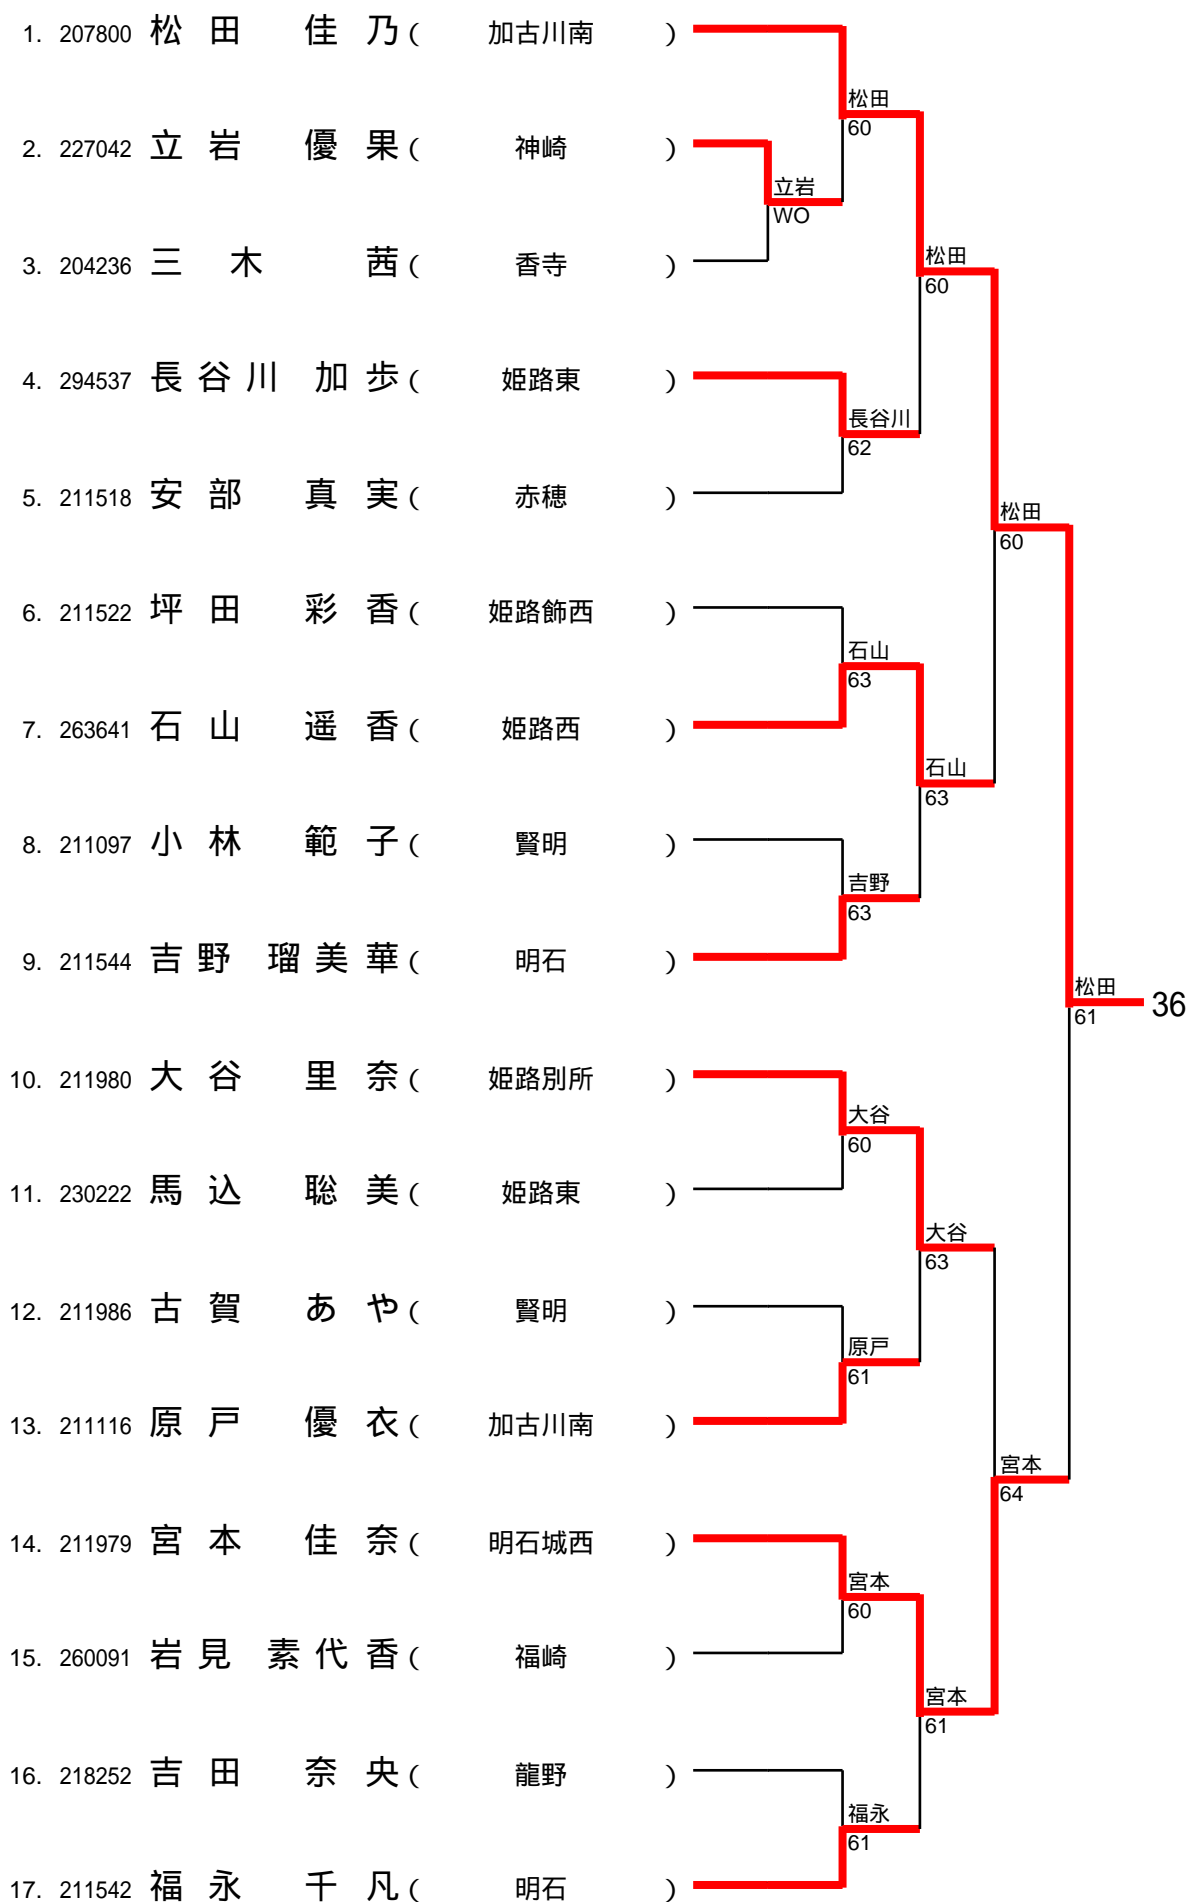 1. 207800 松田 佳乃 ( 加古川南 )
松田
60
2. 227042 立岩 優果 ( 神崎 )
立岩
WO
3. 204236 三木 茜 ( 香寺 )
松田
60
4. 294537 長谷川 加歩 ( 姫路東 )
長谷川
62
5. 211518 安部 真実 ( 赤穂 )
松田
60
6. 211522 坪田 彩香 ( 姫路飾西 )
石山
63
7. 263641 石山 遥香 ( 姫路西 )
石山
63
8. 211097 小林 範子 ( 賢明 )
吉野
63
9. 211544 吉野 瑠美華 ( 明石 )
松田
61
36
10. 211980 大谷 里奈 ( 姫路別所 )
大谷
60
11. 230222 馬込 聡美 ( 姫路東 )
大谷
63
12. 211986 古賀 あや ( 賢明 )
原戸
61
13. 211116 原戸 優衣 ( 加古川南 )
宮本
64
14. 211979 宮本 佳奈 ( 明石城西 )
宮本
60
15. 260091 岩見 素代香 ( 福崎 )
宮本
61
16. 218252 吉田 奈央 ( 龍野 )
福永
61
17. 211542 福永 千凡 ( 明石 )